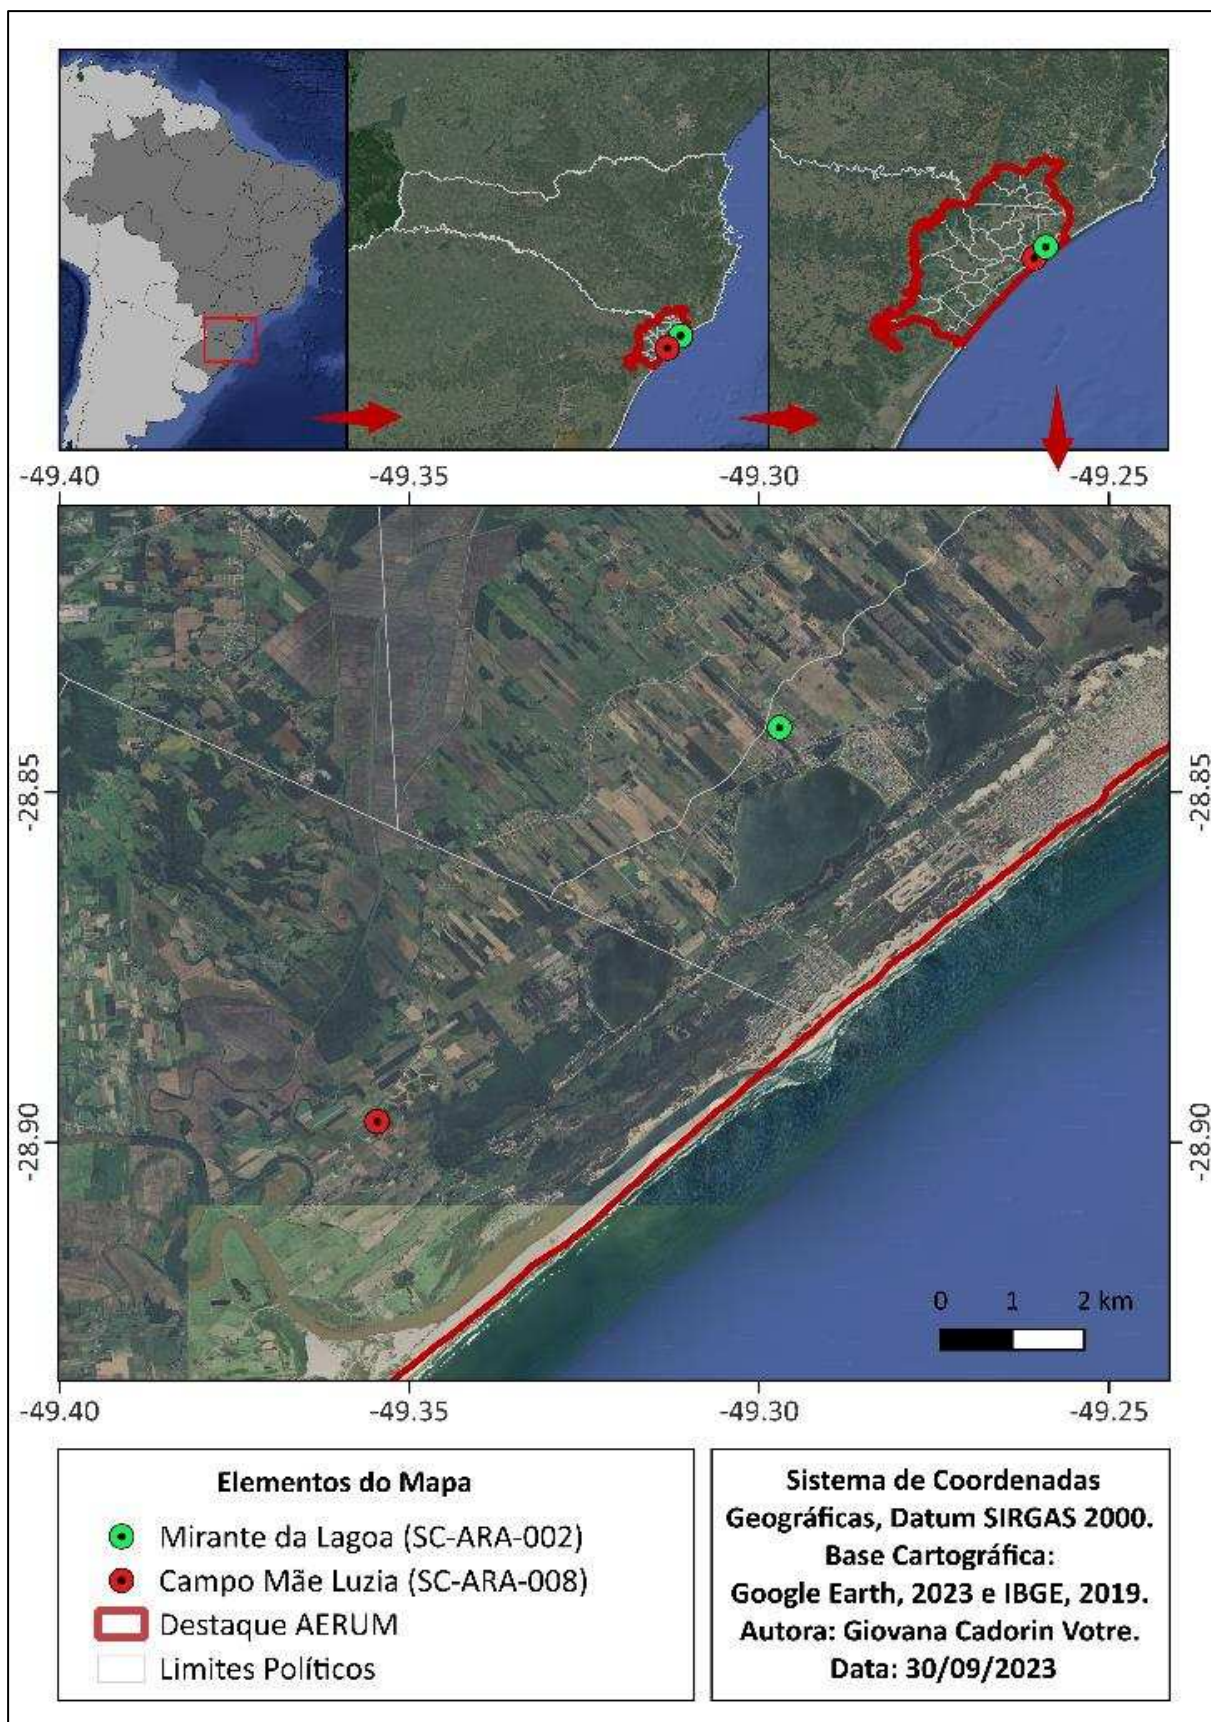 -49.40 -49.35 -49.30 -49.25
-28.85 -28.85
-28.90 -28.90
0 1 2 km
-49.40 -49.35 -49.30 -49.25
Elementos do Mapa
Mirante da Lagoa (SC-ARA-002)
Campo Mãe Luzia (SC-ARA-008)
Destaque AERUM
Limites Políticos
Sistema de Coordenadas
Geográficas, Datum SIRGAS 2000.
Base Cartográfica:
Google Earth, 2023 e IBGE, 2019.
Autora: Giovana Cadorin Votre.
Data: 30/09/2023